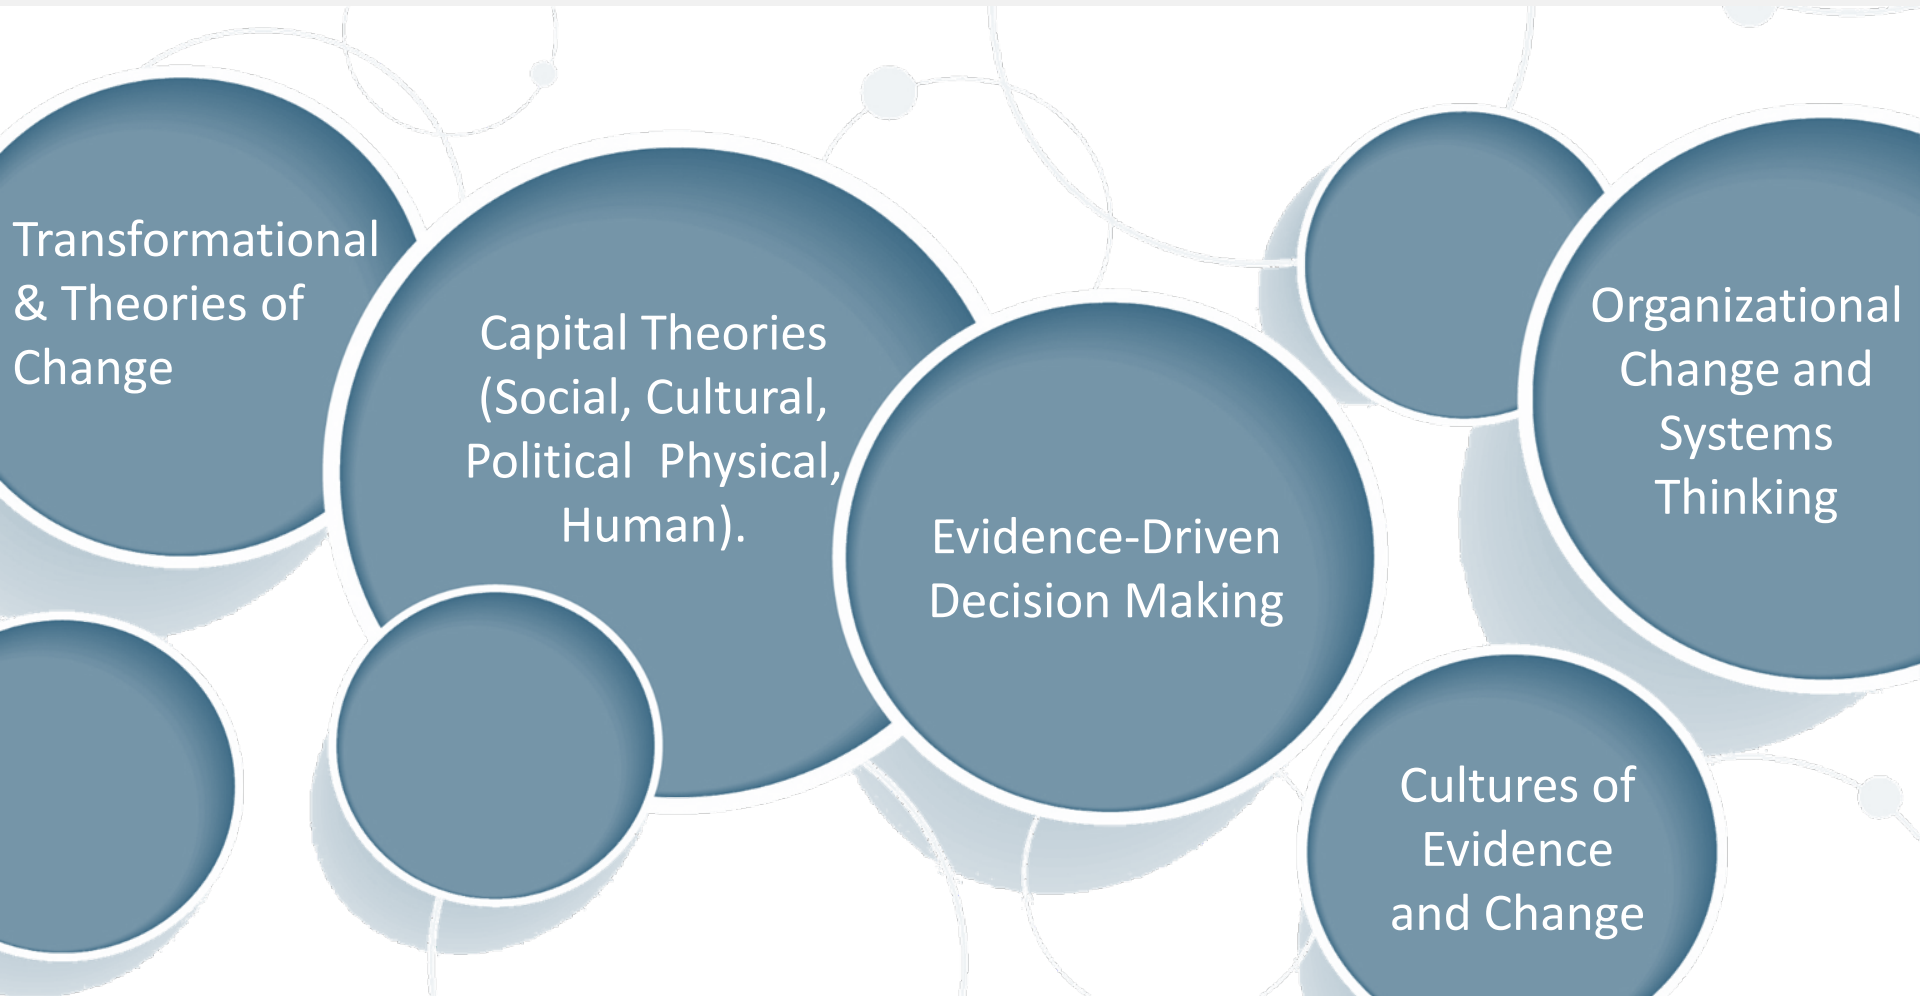 Transformational
& Theories of
Change
Capital Theories
(Social, Cultural,
Political  Physical,
Human).
Evidence-Driven
Decision Making
Organizational
Change and
Systems
Thinking
Cultures of
Evidence
and Change